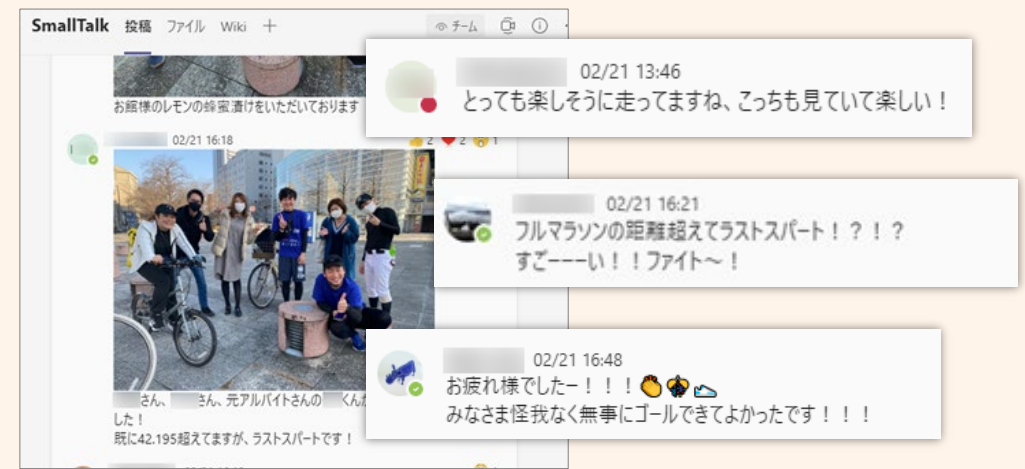 SmallTalk 投稿 ファイル Wiki + チーム
お館様のレモンの蜂蜜漬けをいただいております
02/21 16:18
2 2 1
さん、 さん、元アルバイトさんの くんが
した！
既に42.195超えてますが、ラストスパートです！
02/21 13:46
とっても楽しそうに走ってますね、こっちも見ていて楽しい！
02/21 16:21
フルマラソンの距離超えてラストスパート！？！？
すごーーーい！！ファイト～！
02/21 16:48
お疲れ様でしたー！！！👏💐👟
みなさま怪我なく無事にゴールできてよかったです！！！